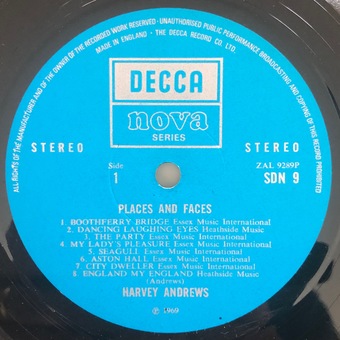 ALL RIGHTS OF THE MANUFACTURER AND OF THE OWNER OF THE RECORDED WORK RESERVED · UNAUTHORISED PUBLIC PERFORMANCE BROADCASTING AND COPYING OF THIS RECORD PROHIBITED
MADE IN ENGLAND · THE DECCA RECORD CO. LTD.
DECCA
nova
SERIES
STEREO
STEREO
Side
1
ZAL 9289P
SDN 9
PLACES AND FACES
1. BOOTHFERRY BRIDGE Essex Music International
2. DANCING LAUGHING EYES Heathside Music
3. THE PARTY Essex Music International
4. MY LADY'S PLEASURE Essex Music International
5. SEAGULL Essex Music International
6. ASTON HALL Essex Music International
7. CITY DWELLER Essex Music International
8. ENGLAND MY ENGLAND Heathside Music
(Andrews)
HARVEY ANDREWS
℗ 1969